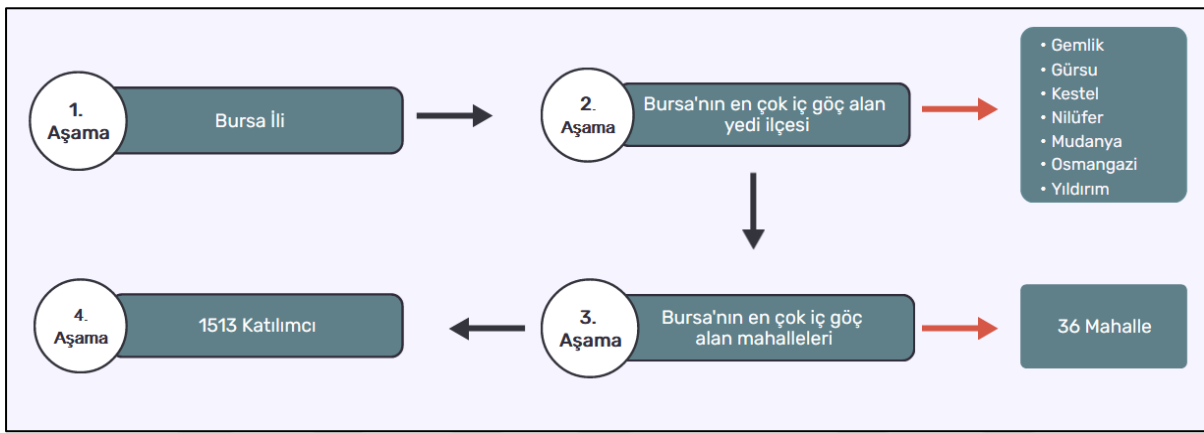 1.
Aşama
Bursa İli
2.
Aşama
Bursa'nın en çok iç göç alan
yedi ilçesi
• Gemlik
• Gürsu
• Kestel
• Nilüfer
• Mudanya
• Osmangazi
• Yıldırım
4.
Aşama
1513 Katılımcı
3.
Aşama
Bursa'nın en çok iç göç
alan mahalleleri
36 Mahalle